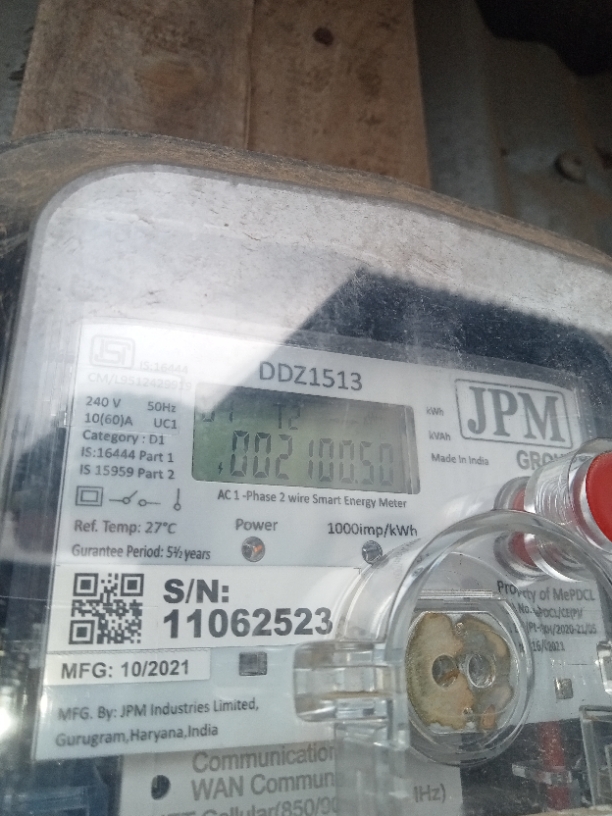 IS:16444
DDZ1513
240 V 50Hz
10(60)A UC1
Category : D1
IS:16444 Part 1
IS 15959 Part 2
T2
002100.50
kWh
kVAh
Made In India
JPM
AC 1 -Phase 2 wire Smart Energy Meter
Ref. Temp: 27°C
Gurantee Period: 5½ years
Power
1000imp/kWh
S/N:
11062523
MFG: 10/2021
of MePDCL
MFG. By: JPM Industries Limited,
Gurugram,Haryana,India
Communication
WAN